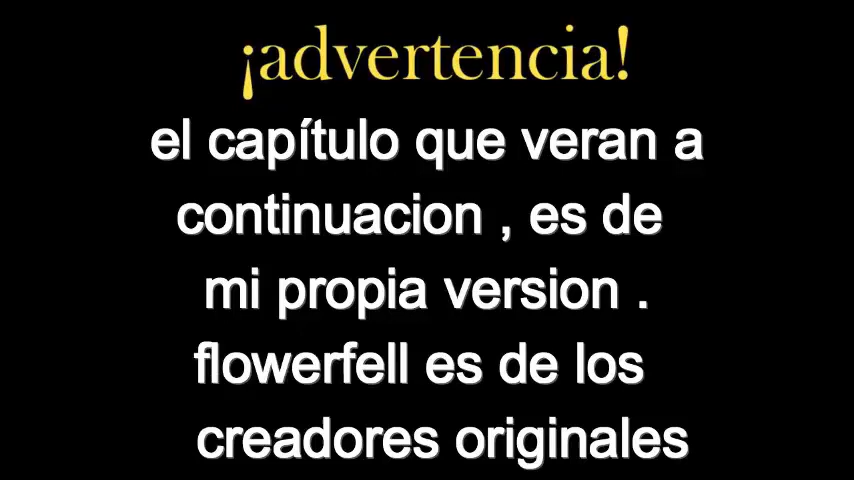 ¡advertencia!
el capítulo que veran a
continuacion , es de
mi propia version .
flowerfell es de los
creadores originales